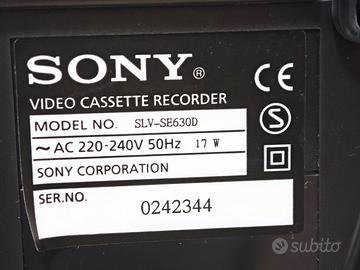 SONY®
VIDEO CASSETTE RECORDER
MODEL NO. SLV-SE630D
~ AC 220-240V 50Hz 17 W
SONY CORPORATION
SER.NO.
0242344
CE
S
subito